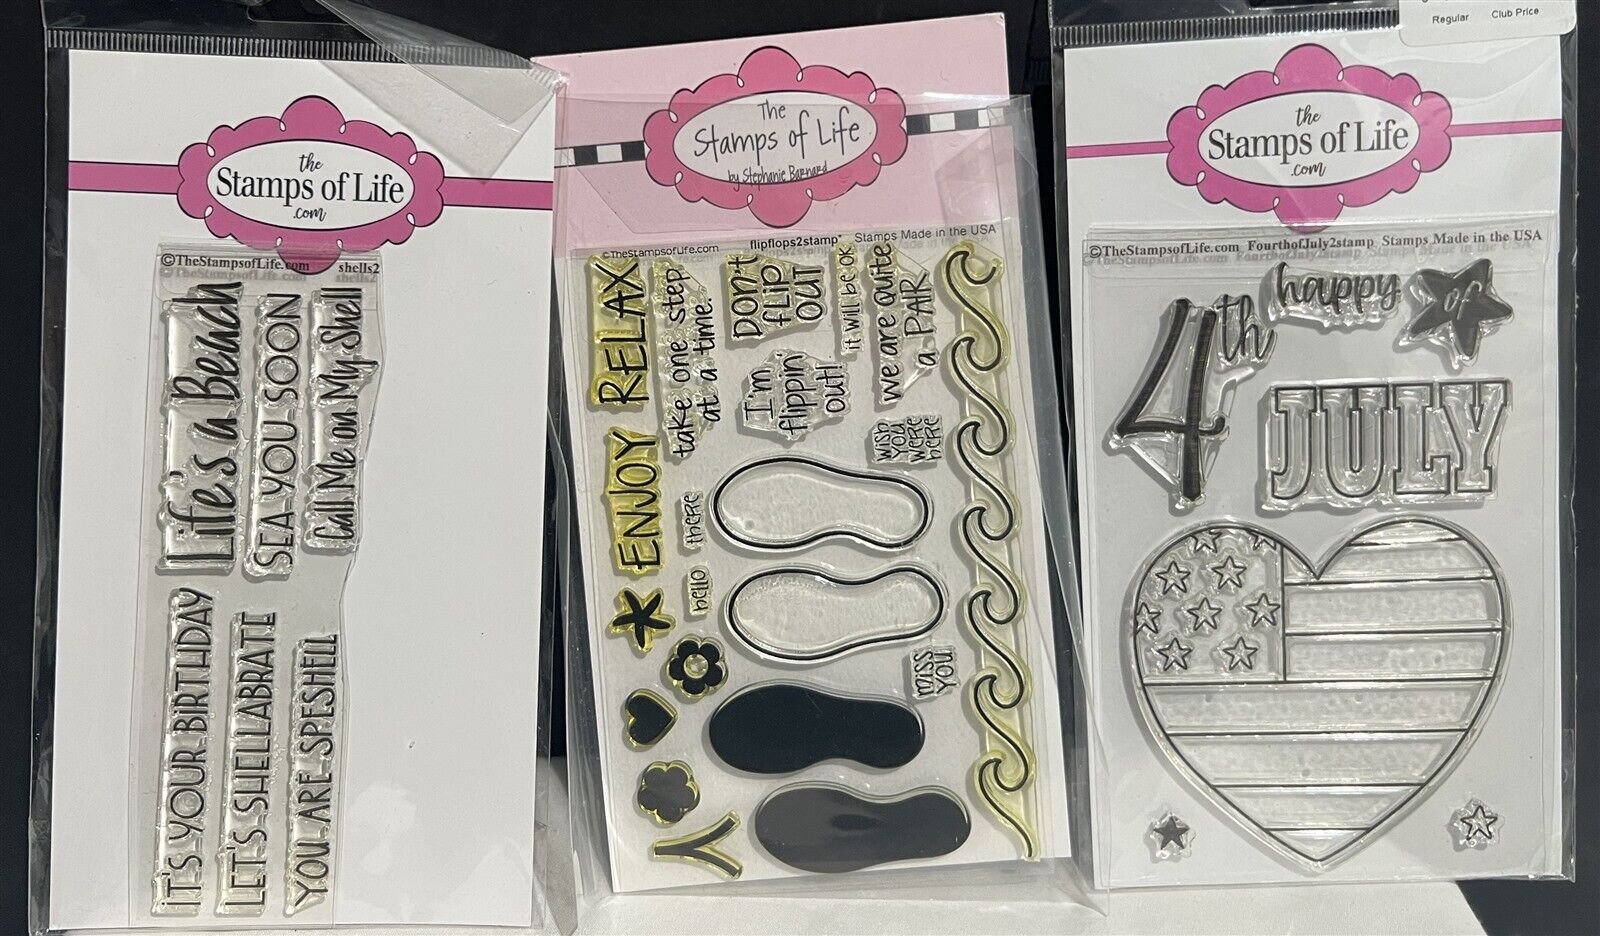 the
Stamps of Life
.com
©TheStampsofLife.com shells2
Life's a Beach
SEA YOU SOON
Call Me on My Shell
IT'S YOUR BIRTHDAY
LET'S SHELLABRATE
YOU ARE SPESHELL
The
Stamps of Life
by Stephanie Barnard
©TheStampsofLife.com flipflops2stamp Stamps Made in the USA
RELAX
take one step
at a time.
DON'T
flip
OUT
it will be ok
we are quite
a PAIR
I'm
flippin'
out!
wish
you
were
here
ENJOY
there
hello
miss
you
Regular Club Price
the
Stamps of Life
.com
©TheStampsofLife.com FourthofJuly2stamp Stamps Made in the USA
happy
4th of
JULY